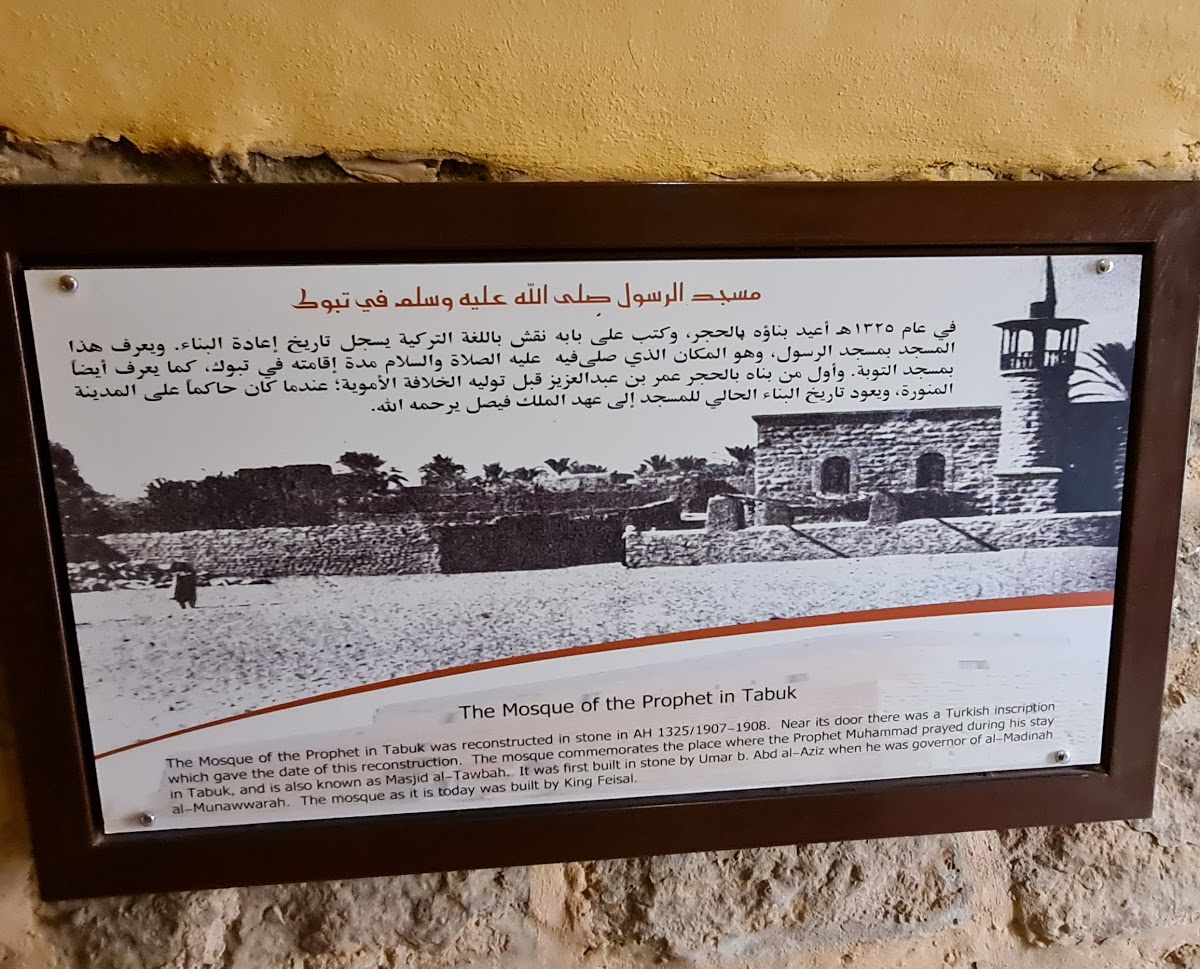 مسجد الرسول صلى الله عليه وسلم في تبوك
في عام ١٣٢٥هـ أعيد بناؤه بالحجر، وكتب على بابه نقش باللغة التركية يسجل تاريخ إعادة البناء. ويعرف هذا
المسجد بمسجد الرسول، وهو المكان الذي صلى فيه عليه الصلاة والسلام مدة إقامته في تبوك، كما يعرف أيضاً
بمسجد التوبة. وأول من بناه بالحجر عمر بن عبدالعزيز قبل توليه الخلافة الأموية؛ عندما كان حاكماً على المدينة
المنورة، ويعود تاريخ البناء الحالي للمسجد إلى عهد الملك فيصل يرحمه الله.
The Mosque of the Prophet in Tabuk
The Mosque of the Prophet in Tabuk was reconstructed in stone in AH 1325/1907-1908. Near its door there was a Turkish inscription
which gave the date of this reconstruction. The mosque commemorates the place where the Prophet Muhammad prayed during his stay
in Tabuk, and is also known as Masjid al-Tawbah. It was first built in stone by Umar b. Abd al-Aziz when he was governor of al-Madinah
al-Munawwarah. The mosque as it is today was built by King Feisal.